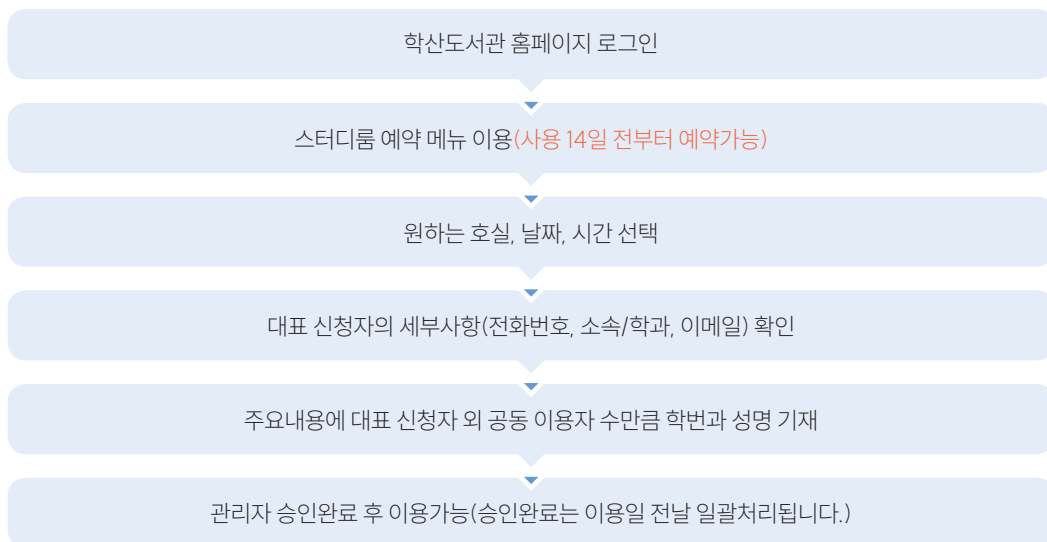 학산도서관 홈페이지 로그인
스터디룸 예약 메뉴 이용(사용 14일 전부터 예약가능)
원하는 호실, 날짜, 시간 선택
대표 신청자의 세부사항(전화번호, 소속/학과, 이메일) 확인
주요내용에 대표 신청자 외 공동 이용자 수만큼 학번과 성명 기재
관리자 승인완료 후 이용가능(승인완료는 이용일 전날 일괄처리됩니다.)